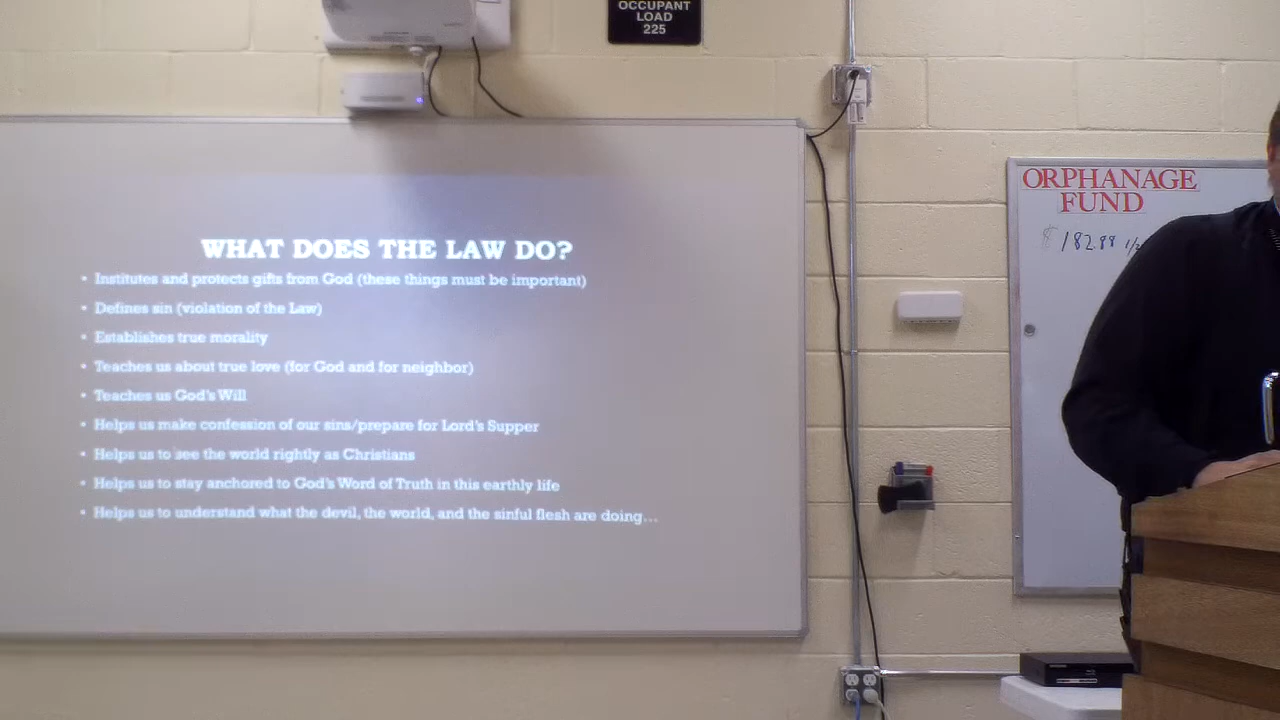 OCCUPANT
LOAD
225
ORPHANAGE
FUND
$182.88 1/
WHAT DOES THE LAW DO?
• Institutes and protects gifts from God (these things must be important)
• Defines sin (violation of the Law)
• Establishes true morality
• Teaches us about true love (for God and for neighbor)
• Teaches us God's Will
• Helps us make confession of our sins/prepare for Lord's Supper
• Helps us to see the world rightly as Christians
• Helps us to stay anchored to God's Word of Truth in this earthly life
• Helps us to understand what the devil, the world, and the sinful flesh are doing…